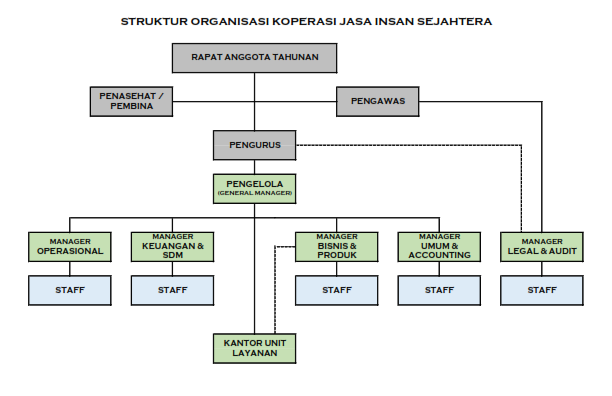 STRUKTUR ORGANISASI KOPERASI JASA INSAN SEJAHTERA
RAPAT ANGGOTA TAHUNAN
PENASEHAT /
PEMBINA
PENGAWAS
PENGURUS
PENGELOLA
(GENERAL MANAGER)
MANAGER
OPERASIONAL
MANAGER
KEUANGAN &
SDM
MANAGER
BISNIS &
PRODUK
MANAGER
UMUM &
ACCOUNTING
MANAGER
LEGAL & AUDIT
STAFF
STAFF
STAFF
STAFF
STAFF
KANTOR UNIT
LAYANAN